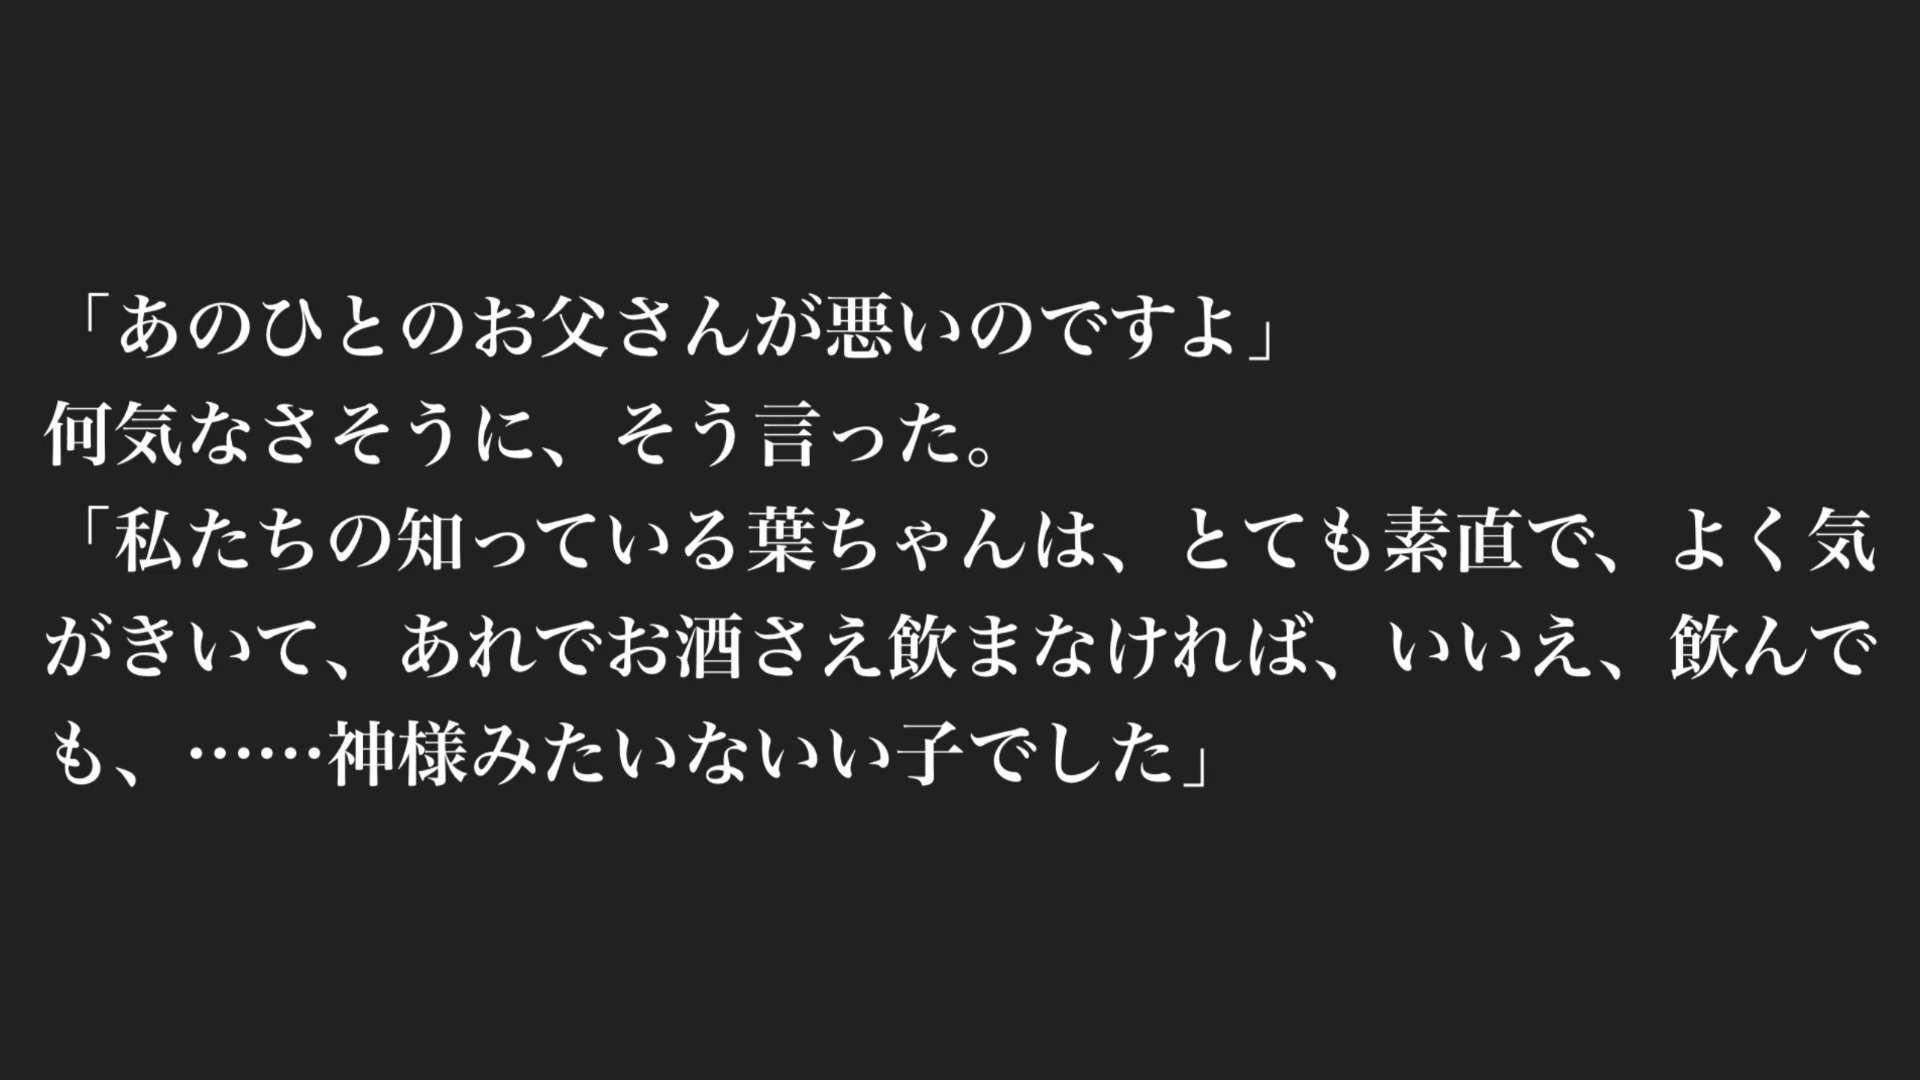 「あのひとのお父さんが悪いのですよ」
何気なさそうに、そう言った。
「私たちの知っている葉ちゃんは、とても素直で、よく気
がきいて、あれでお酒さえ飲まなければ、いいえ、飲んで
も、……神様みたいないい子でした」